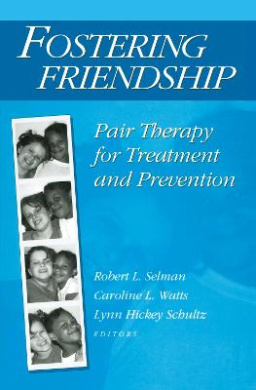 FOSTERING
FRIENDSHIP
Pair Therapy
for Treatment
and Prevention
Robert L. Selman
Caroline L. Watts
Lynn Hickey Schultz
EDITORS